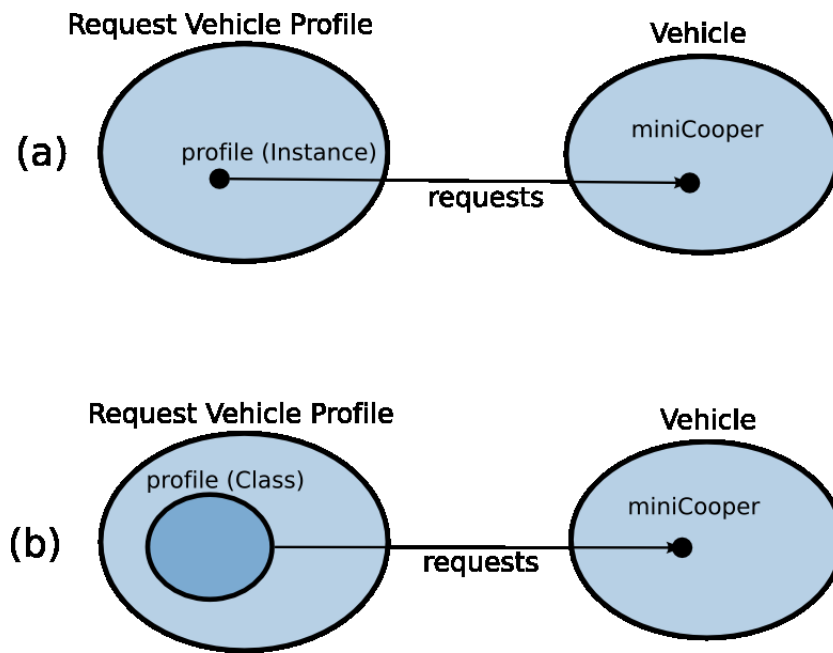 Request Vehicle Profile
Vehicle
(a)
profile (Instance)
miniCooper
requests
Request Vehicle Profile
Vehicle
(b)
profile (Class)
miniCooper
requests